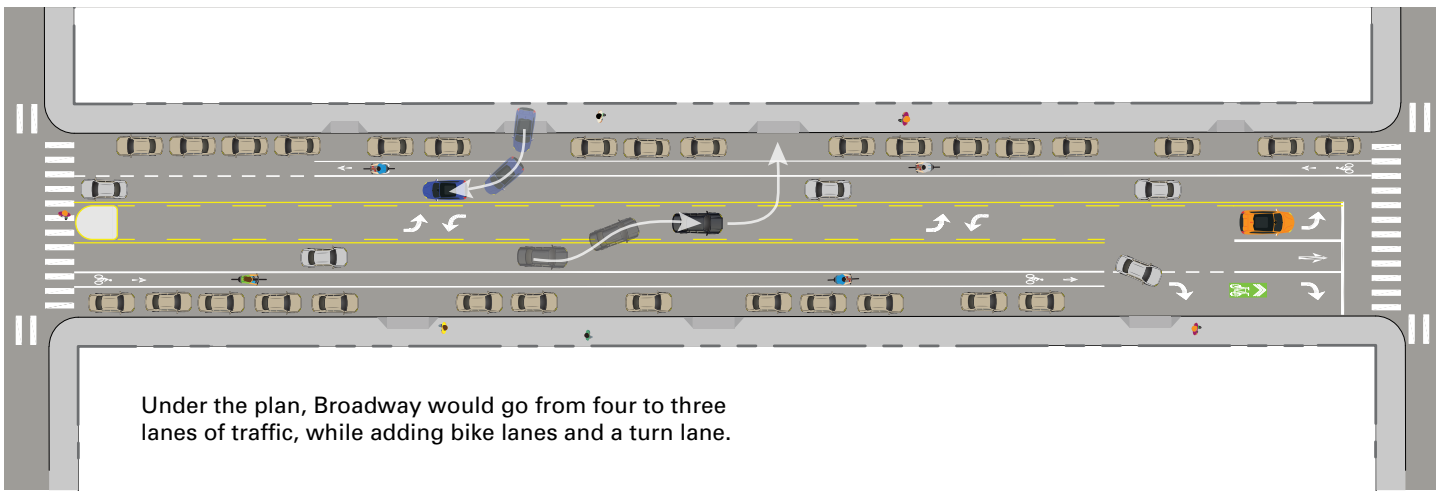 Under the plan, Broadway would go from four to three
lanes of traffic, while adding bike lanes and a turn lane.